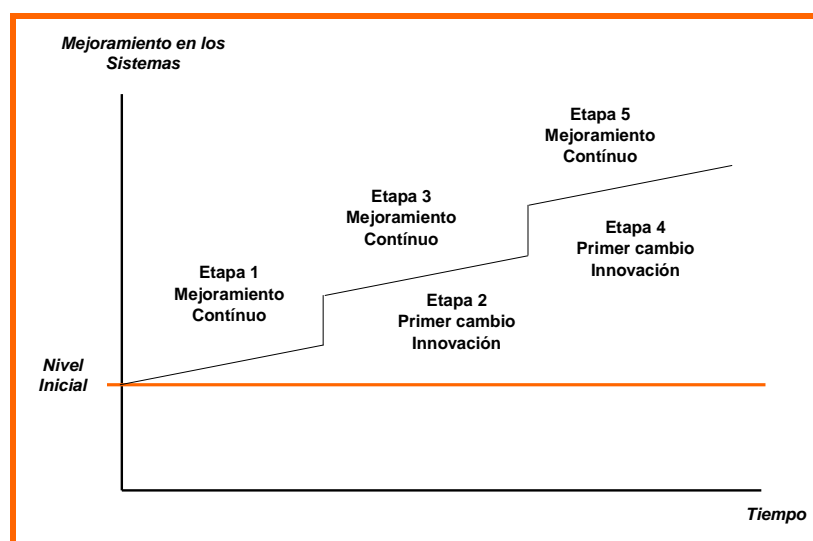 Mejoramiento en los
Sistemas
Etapa 5
Mejoramiento
Contínuo
Etapa 3
Mejoramiento
Contínuo
Etapa 4
Primer cambio
Innovación
Etapa 1
Mejoramiento
Contínuo
Etapa 2
Primer cambio
Innovación
Nivel
Inicial
Tiempo